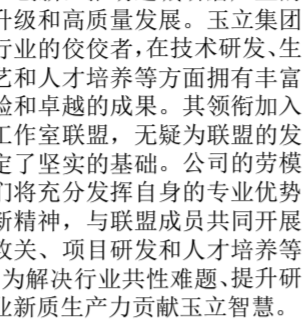 升级和高质量发展。玉立集团
行业的佼佼者，在技术研发、生
艺和人才培养等方面拥有丰富
验和卓越的成果。其领衔加入
工作室联盟，无疑为联盟的发
定了坚实的基础。公司的劳模
们将充分发挥自身的专业优势
新精神，与联盟成员共同开展
攻关、项目研发和人才培养等
为解决行业共性难题、提升研
业新质生产力贡献玉立智慧。